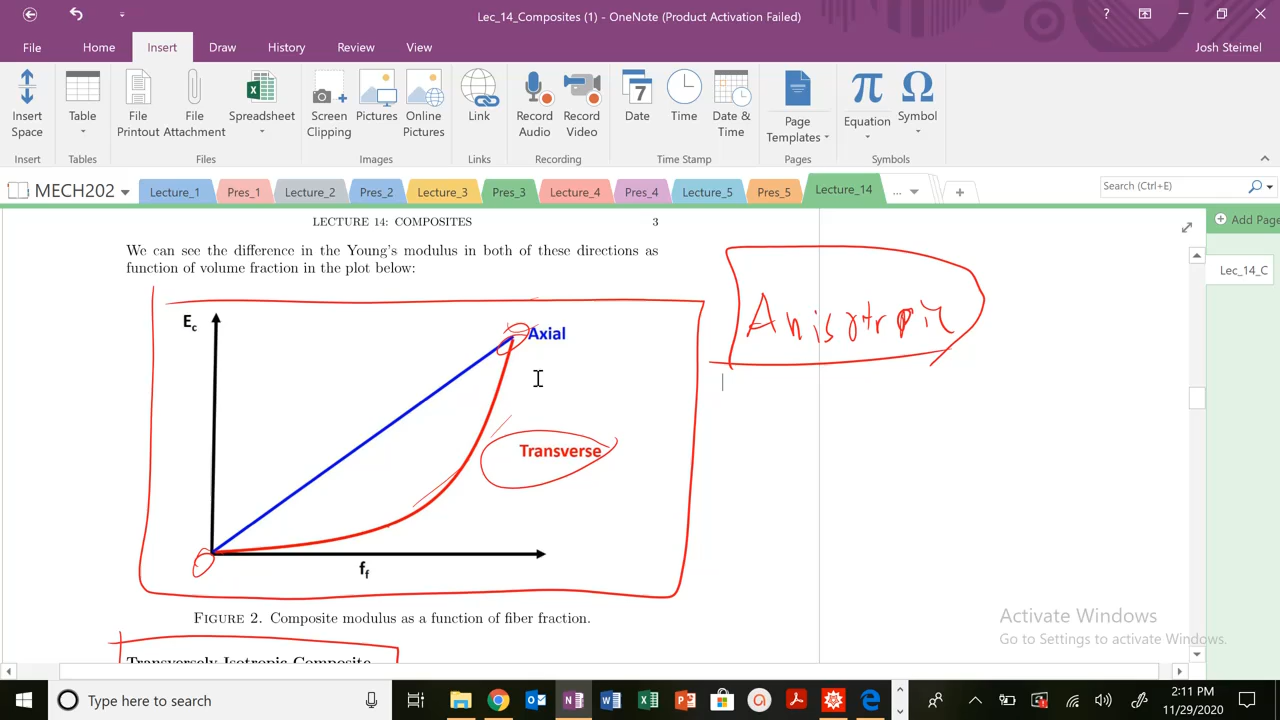 Lec_14_Composites (1) - OneNote (Product Activation Failed)
?
File Home Insert Draw History Review View Josh Steimel
Insert Space
Table
File Printout
File Attachment
Spreadsheet
Screen Clipping
Pictures
Online Pictures
Link
Record Audio
Record Video
7
Date
Time
Date & Time
Page Templates
π
Equation
Ω
Symbol
Insert Tables Files Images Links Recording Time Stamp Pages Symbols
MECH202 Lecture_1 Pres_1 Lecture_2 Pres_2 Lecture_3 Pres_3 Lecture_4 Pres_4 Lecture_5 Pres_5 Lecture_14 ... Search (Ctrl+E)
LECTURE 14: COMPOSITES 3
Add Page
We can see the difference in the Young's modulus in both of these directions as
function of volume fraction in the plot below:
Lec_14_C
Anisotropic
Ec
Axial
Transverse
ff
FIGURE 2. Composite modulus as a function of fiber fraction.
Transversely Isotropic Composite
Activate Windows
Go to Settings to activate Windows.
Type here to search
2:11 PM
11/29/2020